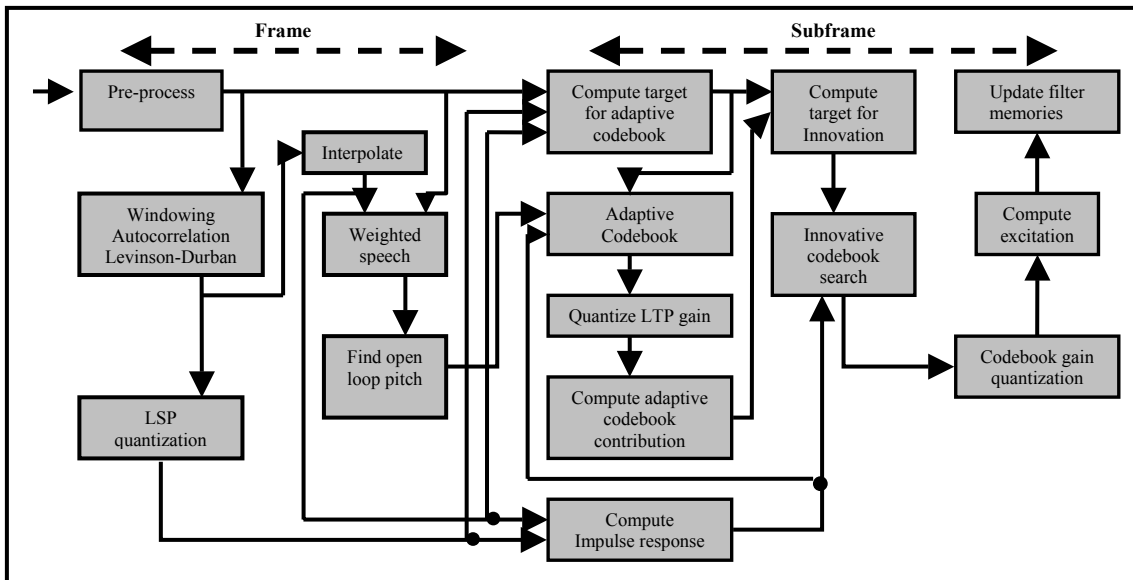 Frame
Subframe
Pre-process
Compute target
for adaptive
codebook
Compute
target for
Innovation
Update filter
memories
Interpolate
Windowing
Autocorrelation
Levinson-Durban
Weighted
speech
Adaptive
Codebook
Innovative
codebook
search
Compute
excitation
Quantize LTP gain
Find open
loop pitch
Codebook gain
quantization
Compute adaptive
codebook
contribution
LSP
quantization
Compute
Impulse response